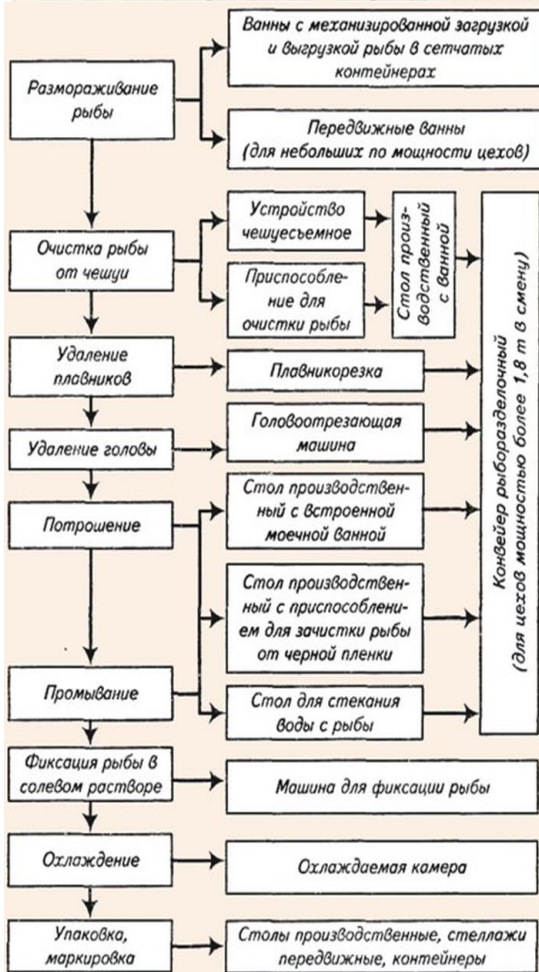 Ванны с механизированной загрузкой
и выгрузкой рыбы в сетчатых
контейнерах
Размораживание
рыбы
Передвижные ванны
(для небольших по мощности цехов)
Очистка рыбы
от чешуи
Устройство
чешуесъемное
Приспособле-
ние для
очистки рыбы
Стол произ-
водственный
с ванной
Удаление
плавников
Плавникорезка
Удаление головы
Головоотрезающая
машина
Потрошение
Стол производствен-
ный с встроенной
моечной ванной
Стол производствен-
ный с приспособлени-
ем для зачистки рыбы
от черной пленки
Промывание
Стол для стекания
воды с рыбы
Конвейер рыборазделочный
(для цехов мощностью более 1,8 т в смену)
Фиксация рыбы в
солевом растворе
Машина для фиксации рыбы
Охлаждение
Охлаждаемая камера
Упаковка,
маркировка
Столы производственные, стеллажи
передвижные, контейнеры